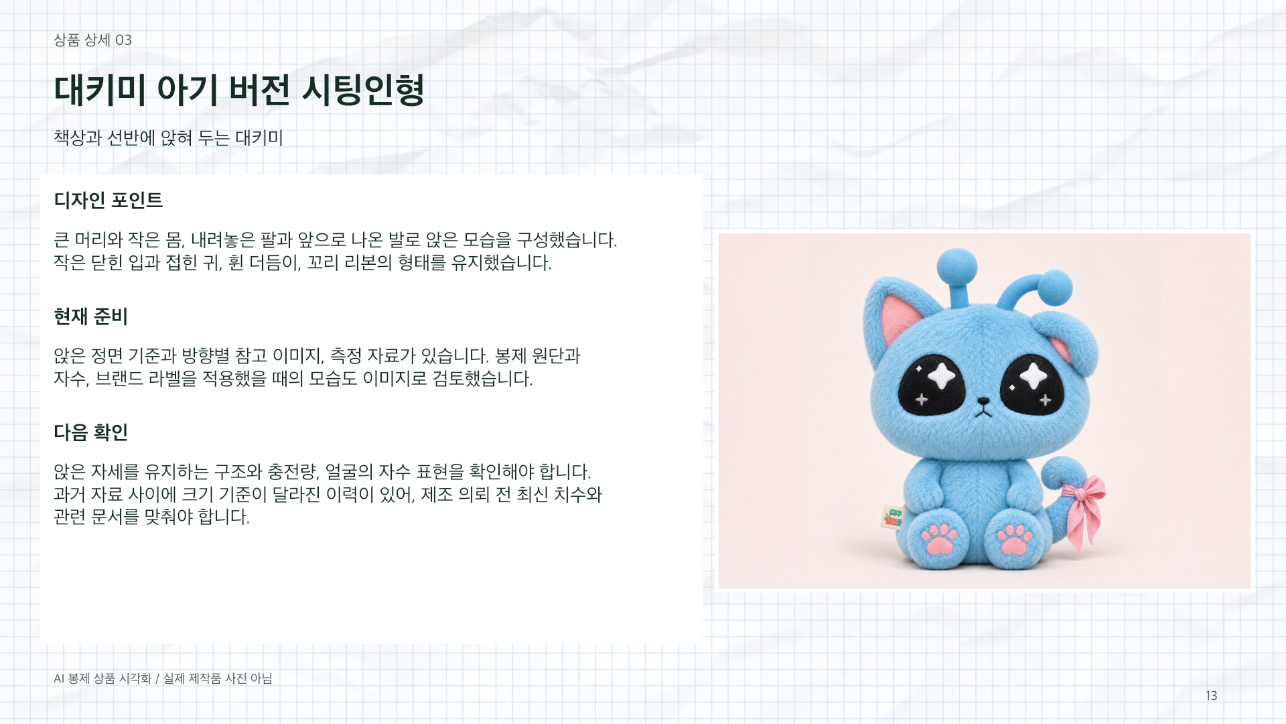 상품 상세 03
대키미 아기 버전 시팅인형
책상과 선반에 앉혀 두는 대키미
디자인 포인트
큰 머리와 작은 몸, 내려놓은 팔과 앞으로 나온 발로 앉은 모습을 구성했습니다.
작은 닫힌 입과 접힌 귀, 휜 더듬이, 꼬리 리본의 형태를 유지했습니다.
현재 준비
앉은 정면 기준과 방향별 참고 이미지, 측정 자료가 있습니다. 봉제 원단과
자수, 브랜드 라벨을 적용했을 때의 모습도 이미지로 검토했습니다.
다음 확인
앉은 자세를 유지하는 구조와 충전량, 얼굴의 자수 표현을 확인해야 합니다.
과거 자료 사이에 크기 기준이 달라진 이력이 있어, 제조 의뢰 전 최신 치수와
관련 문서를 맞춰야 합니다.
AI 봉제 상품 시각화 / 실제 제작품 사진 아님
13